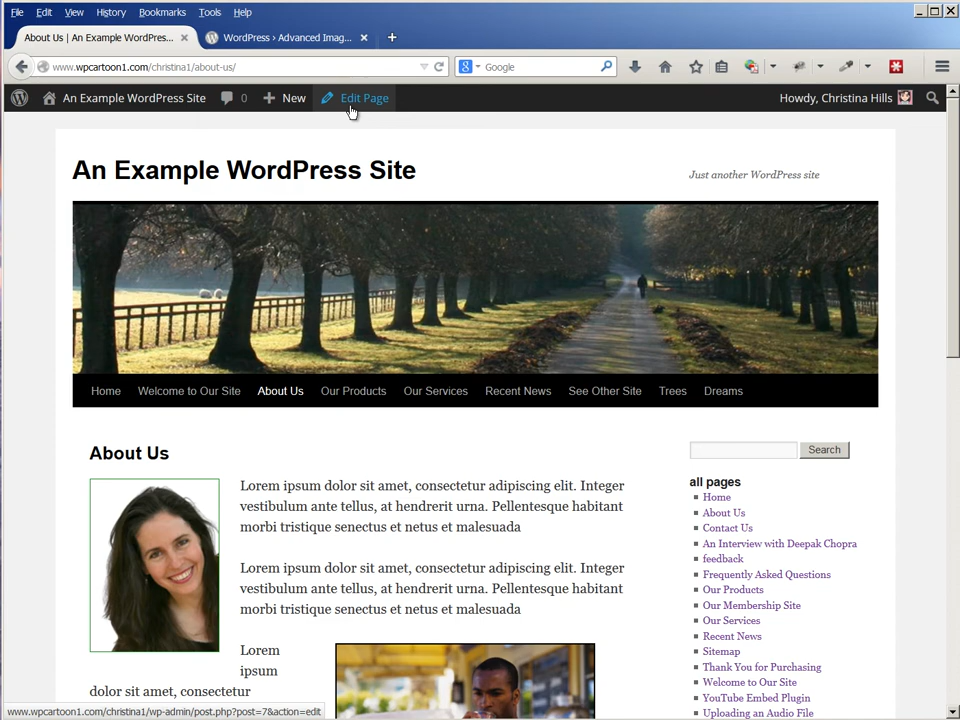 File Edit View History Bookmarks Tools Help
About Us | An Example WordPres...
WordPress › Advanced Imag...
www.wpcartoon1.com/christina1/about-us/
Google
An Example WordPress Site
0
New
Edit Page
Howdy, Christina Hills
An Example WordPress Site
Just another WordPress site
Home Welcome to Our Site About Us Our Products Our Services Recent News See Other Site Trees Dreams
About Us
Lorem ipsum dolor sit amet, consectetur adipiscing elit. Integer
vestibulum ante tellus, at hendrerit urna. Pellentesque habitant
morbi tristique senectus et netus et malesuada
Lorem ipsum dolor sit amet, consectetur adipiscing elit. Integer
vestibulum ante tellus, at hendrerit urna. Pellentesque habitant
morbi tristique senectus et netus et malesuada
Lorem
ipsum
dolor sit amet, consectetur
Search
all pages
Home
About Us
Contact Us
An Interview with Deepak Chopra
feedback
Frequently Asked Questions
Our Products
Our Membership Site
Our Services
Recent News
Sitemap
Thank You for Purchasing
Welcome to Our Site
YouTube Embed Plugin
Uploading an Audio File
www.wpcartoon1.com/christina1/wp-admin/post.php?post=7&action=edit